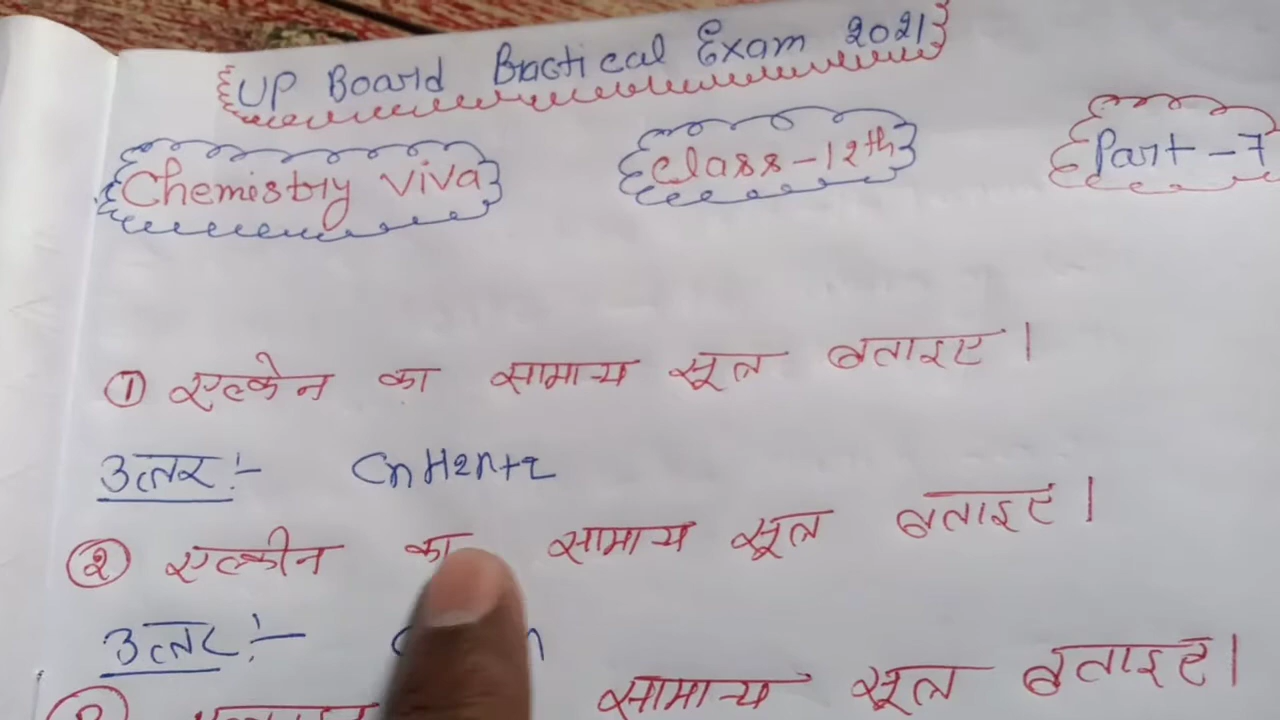 UP Board Practical Exam 2021
Chemistry Viva Class-12th Part-7
① एल्केन का सामान्य सूत्र बताइए।
उत्तर:- CnH2n+2
② एल्कीन का सामान्य सूत्र बताइए।
उत्तर:-
सामान्य सूत्र बताइए।